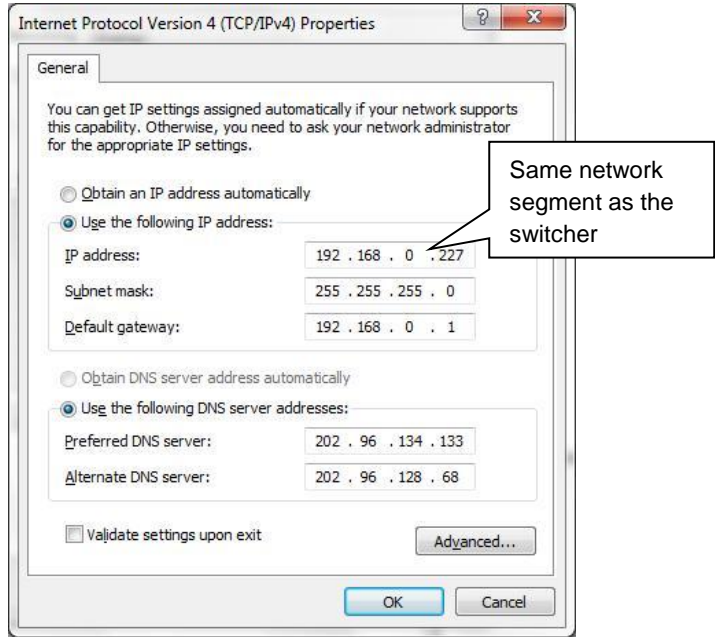 Internet Protocol Version 4 (TCP/IPv4) Properties
General
You can get IP settings assigned automatically if your network supports
this capability. Otherwise, you need to ask your network administrator
for the appropriate IP settings.
Same network
segment as the
switcher
Obtain an IP address automatically
Use the following IP address:
IP address: 192 . 168 . 0 . 227
Subnet mask: 255 . 255 . 255 . 0
Default gateway: 192 . 168 . 0 . 1
Obtain DNS server address automatically
Use the following DNS server addresses:
Preferred DNS server: 202 . 96 . 134 . 133
Alternate DNS server: 202 . 96 . 128 . 68
Validate settings upon exit
Advanced...
OK Cancel